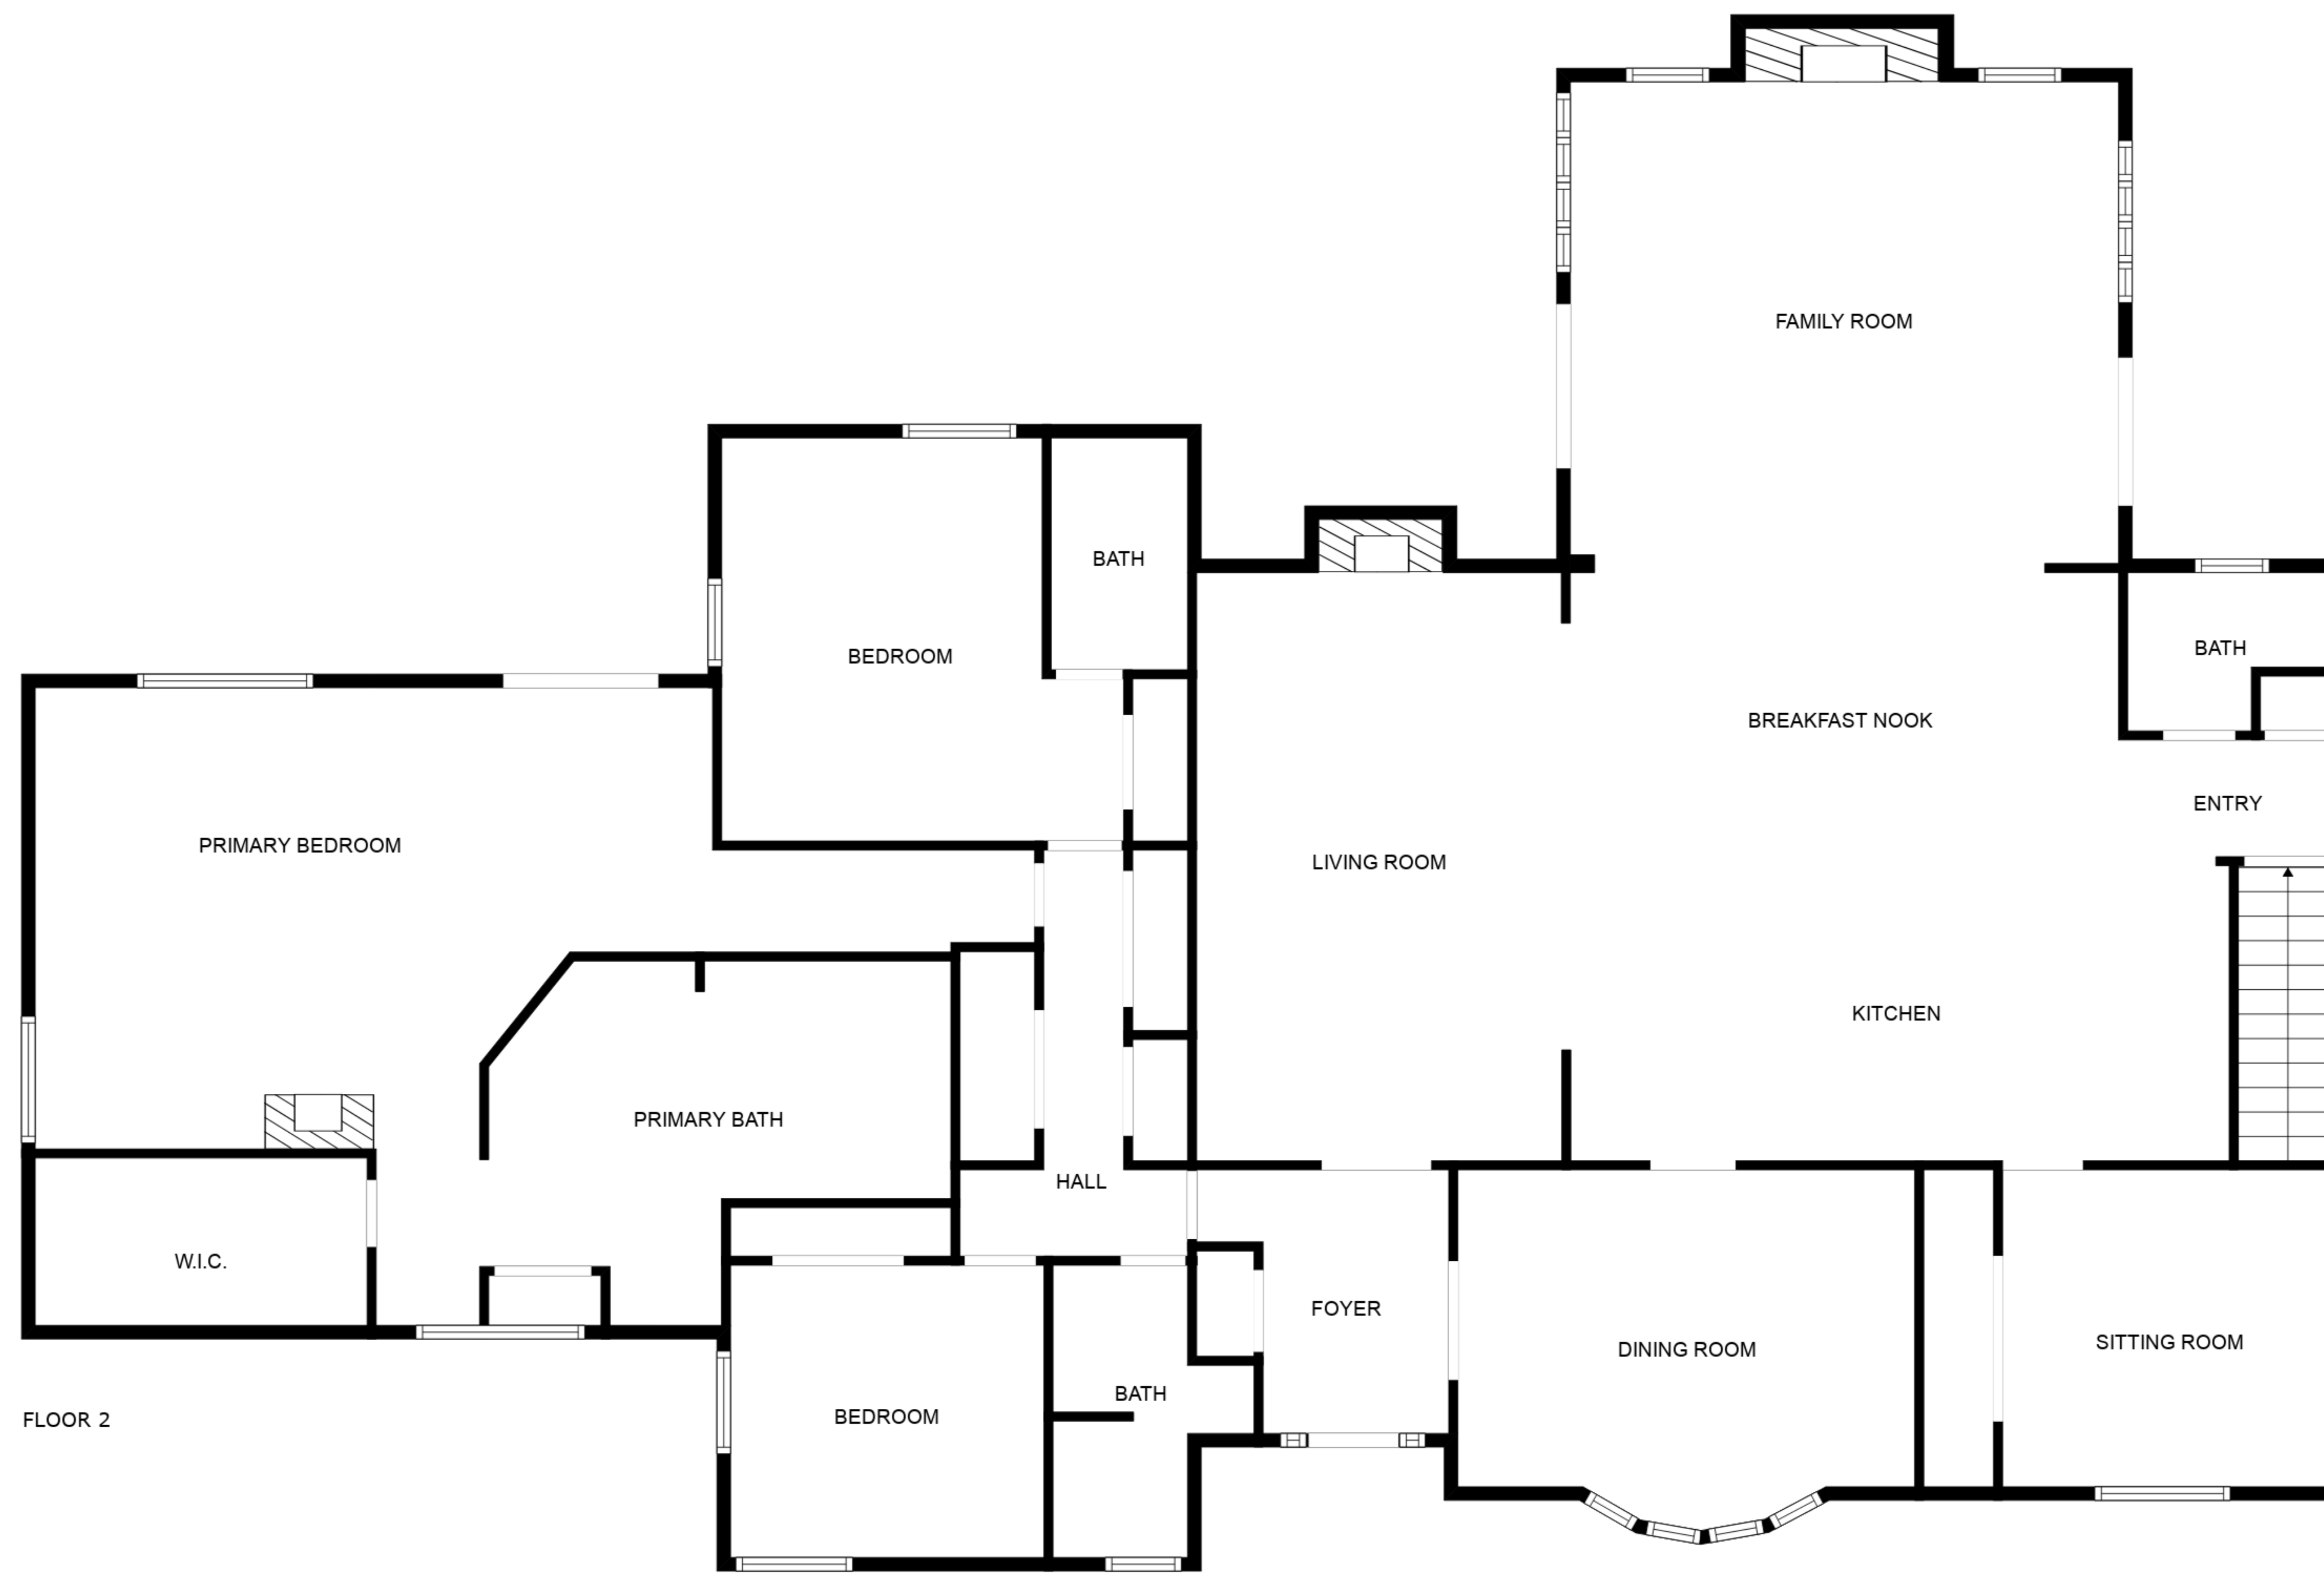 FAMILY ROOM
BATH
BATH
BEDROOM
BREAKFAST NOOK
ENTRY
PRIMARY BEDROOM
LIVING ROOM
KITCHEN
PRIMARY BATH
HALL
W.I.C.
FOYER
SITTING ROOM
DINING ROOM
BATH
BEDROOM
FLOOR 2